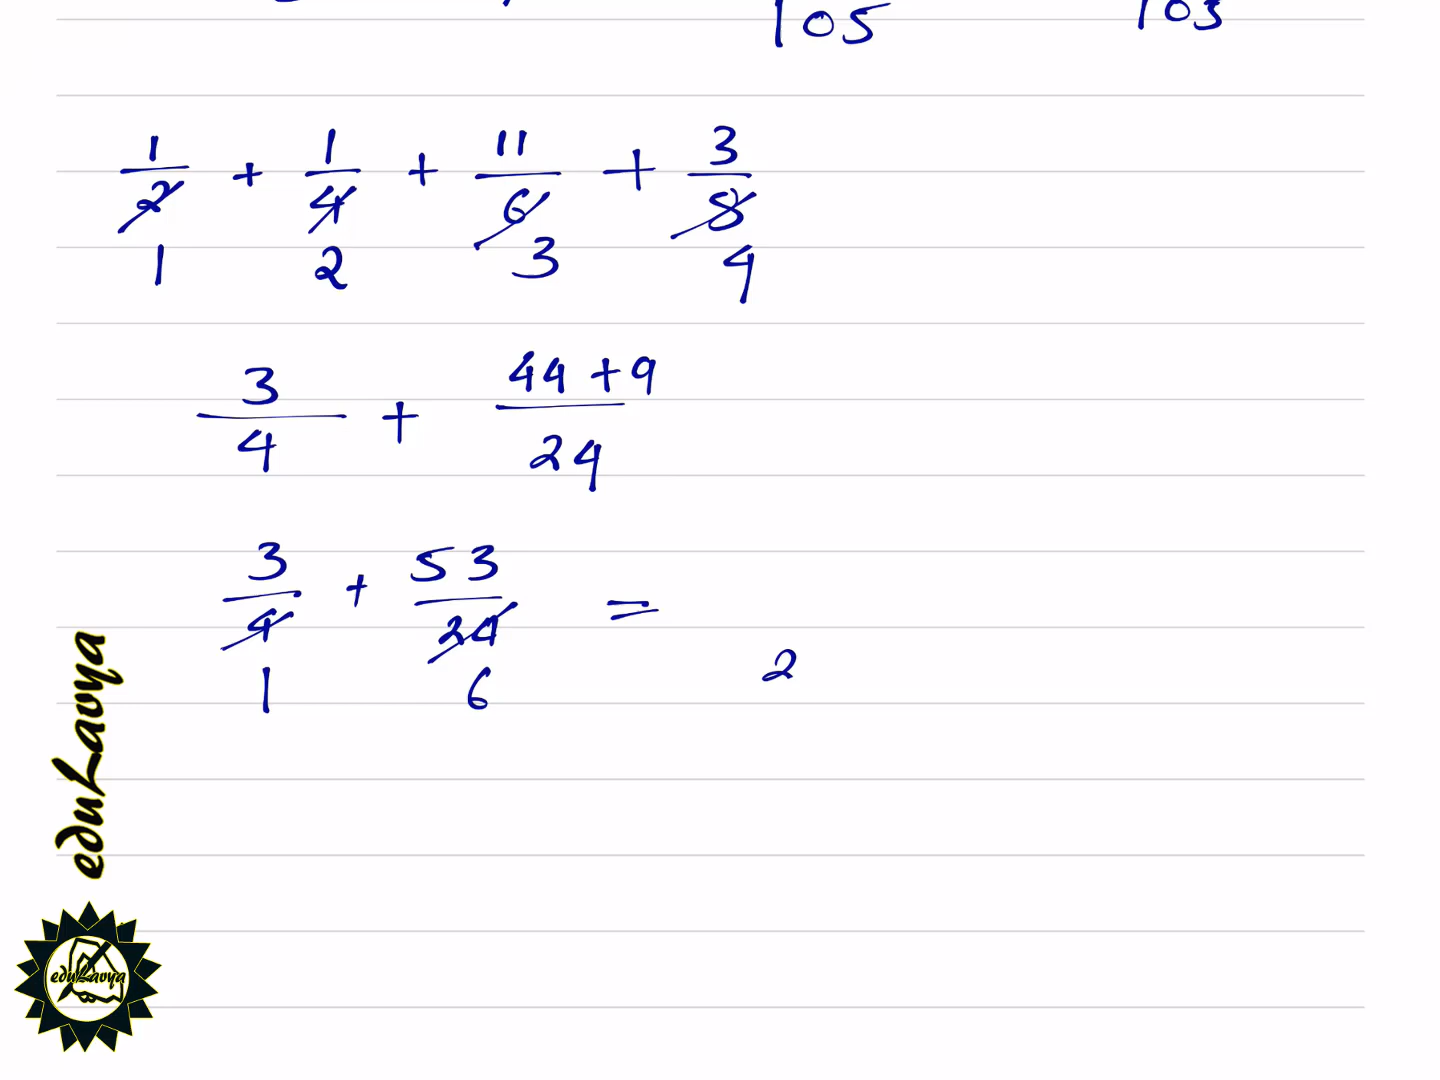 105 105
1/2 + 1/4 + 11/6 + 3/8
1 2 3 4
3/4 + 44+9/24
3/4 + 53/24 =
2
1 6
eduLavya
eduLavya